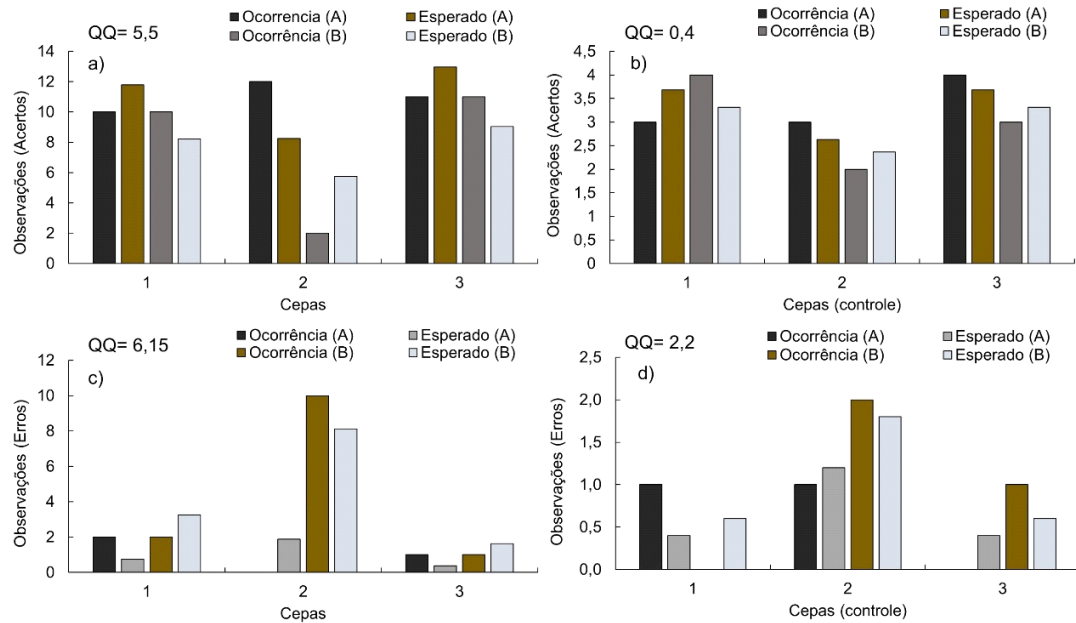 QQ= 5,5
Ocorrencia (A)
Esperado (A)
Ocorrência (B)
Esperado (B)
a)
14
12
10
8
6
4
2
0
Observações (Acertos)
1
2
3
Cepas
QQ= 0,4
Ocorrência (A)
Esperado (A)
Ocorrência (B)
Esperado (B)
b)
4,5
4
3,5
3
2,5
2
1,5
1
0,5
0
Observações (Acertos)
1
2
3
Cepas (controle)
QQ= 6,15
Ocorrência (A)
Esperado (A)
Ocorrência (B)
Esperado (B)
c)
12
10
8
6
4
2
0
Observações (Erros)
1
2
3
Cepas
QQ= 2,2
Ocorrência (A)
Esperado (A)
Ocorrência (B)
Esperado (B)
d)
2,5
2,0
1,5
1,0
0,5
0,0
Observações (Erros)
1
2
3
Cepas (controle)